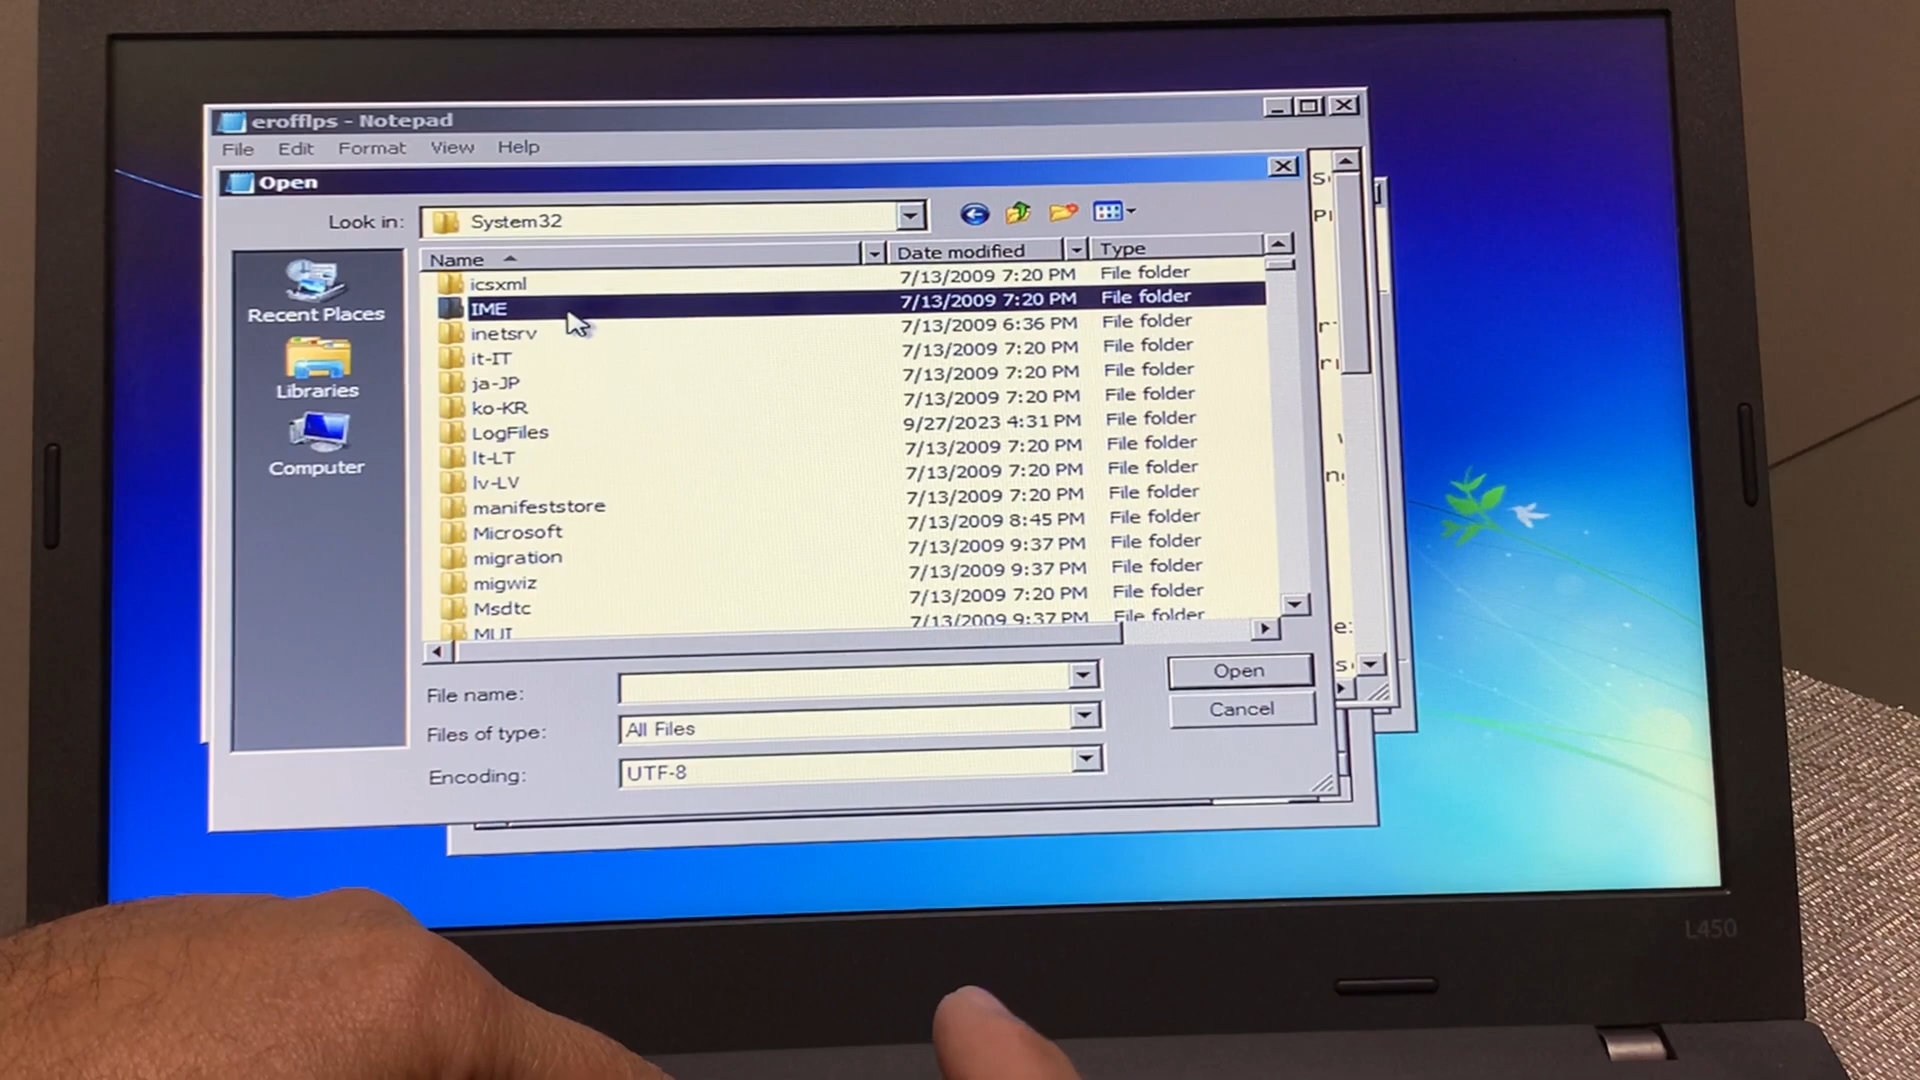 erofflps - Notepad
File Edit Format View Help
Open
Look in: System32
Name Date modified Type
icsxml 7/13/2009 7:20 PM File folder
IME 7/13/2009 7:20 PM File folder
inetsrv 7/13/2009 6:36 PM File folder
it-IT 7/13/2009 7:20 PM File folder
ja-JP 7/13/2009 7:20 PM File folder
ko-KR 7/13/2009 7:20 PM File folder
LogFiles 9/27/2023 4:31 PM File folder
lt-LT 7/13/2009 7:20 PM File folder
lv-LV 7/13/2009 7:20 PM File folder
manifeststore 7/13/2009 7:20 PM File folder
Microsoft 7/13/2009 8:45 PM File folder
migration 7/13/2009 9:37 PM File folder
migwiz 7/13/2009 9:37 PM File folder
Msdtc 7/13/2009 7:20 PM File folder
MUI 7/13/2009 9:37 PM File folder
Recent Places
Libraries
Computer
File name:
Open
Files of type: All Files
Cancel
Encoding: UTF-8
L450